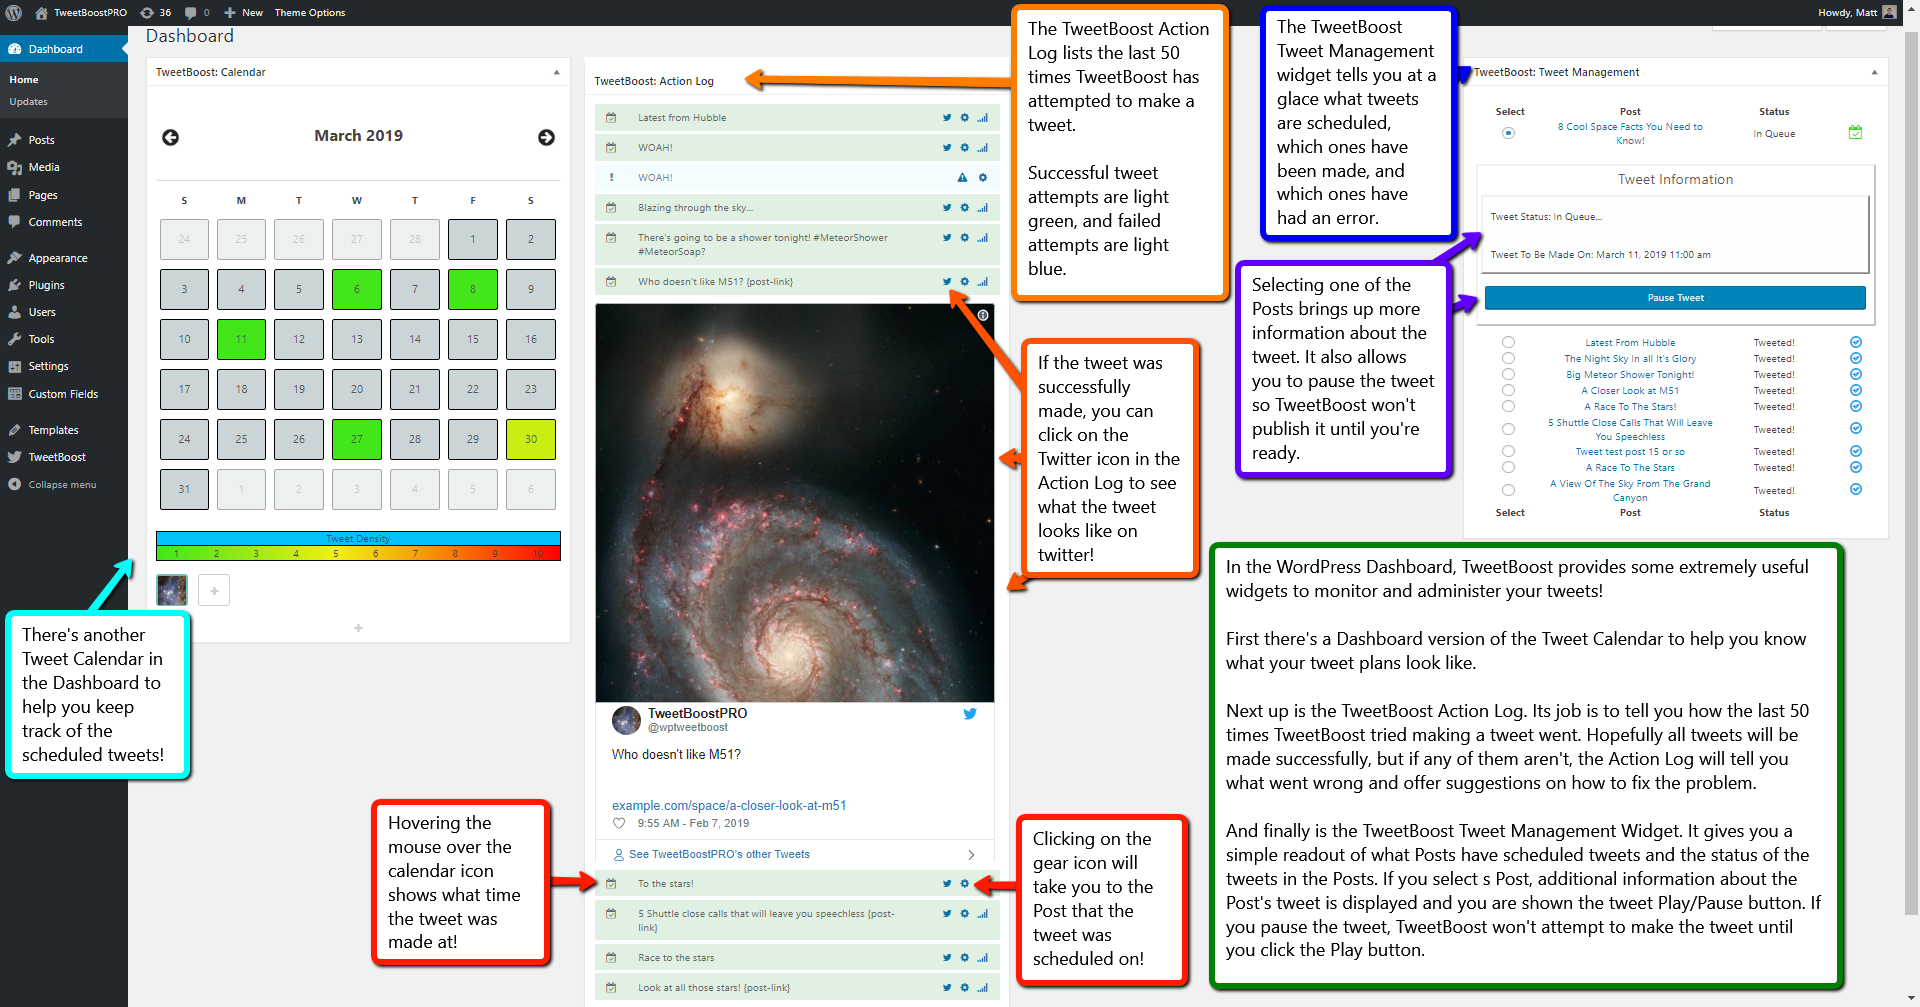 TweetBoostPRO
36
0
New
Theme Options
Howdy, Matt
Dashboard
Home
Updates
Posts
Media
Pages
Comments
Appearance
Plugins
Users
Tools
Settings
Custom Fields
Templates
TweetBoost
Collapse menu
Dashboard
TweetBoost: Calendar
March 2019
S M T W T F S
24 25 26 27 28 1 2
3 4 5 6 7 8 9
10 11 12 13 14 15 16
17 18 19 20 21 22 23
24 25 26 27 28 29 30
31 1 2 3 4 5 6
Tweet Density
1 2 3 4 5 6 7 8 9 10
There's another
Tweet Calendar in
the Dashboard to
help you keep
track of the
scheduled tweets!
TweetBoost: Action Log
Latest from Hubble
WOAH!
WOAH!
Blazing through the sky...
There's going to be a shower tonight! #MeteorShower
#MeteorSoap?
Who doesn't like M51? {post-link}
TweetBoostPRO
@wptweetboost
Who doesn't like M51?
example.com/space/a-closer-look-at-m51
9:55 AM - Feb 7, 2019
See TweetBoostPRO's other Tweets
To the stars!
5 Shuttle close calls that will leave you speechless {post-
link}
Race to the stars
Look at all those stars! {post-link}
Hovering the
mouse over the
calendar icon
shows what time
the tweet was
made at!
The TweetBoost Action
Log lists the last 50
times TweetBoost has
attempted to make a
tweet.
Successful tweet
attempts are light
green, and failed
attempts are light
blue.
If the tweet was
successfully
made, you can
click on the
Twitter icon in the
Action Log to see
what the tweet
looks like on
twitter!
Clicking on the
gear icon will
take you to the
Post that the
tweet was
scheduled on!
The TweetBoost
Tweet Management
widget tells you at a
glace what tweets
are scheduled,
which ones have
been made, and
which ones have
had an error.
Selecting one of the
Posts brings up more
information about the
tweet. It also allows
you to pause the tweet
so TweetBoost won't
publish it until you're
ready.
TweetBoost: Tweet Management
Select Post Status
8 Cool Space Facts You Need to
Know!
In Queue
Tweet Information
Tweet Status: In Queue...
Tweet To Be Made On: March 11, 2019 11:00 am
Pause Tweet
Latest From Hubble Tweeted!
The Night Sky In all It's Glory Tweeted!
Big Meteor Shower Tonight! Tweeted!
A Closer Look at M51 Tweeted!
A Race To The Stars! Tweeted!
5 Shuttle Close Calls That Will Leave
You Speechless
Tweeted!
Tweet test post 15 or so Tweeted!
A Race To The Stars Tweeted!
A View Of The Sky From The Grand
Canyon
Tweeted!
Select Post Status
In the WordPress Dashboard, TweetBoost provides some extremely useful
widgets to monitor and administer your tweets!
First there's a Dashboard version of the Tweet Calendar to help you know
what your tweet plans look like.
Next up is the TweetBoost Action Log. Its job is to tell you how the last 50
times TweetBoost tried making a tweet went. Hopefully all tweets will be
made successfully, but if any of them aren't, the Action Log will tell you
what went wrong and offer suggestions on how to fix the problem.
And finally is the TweetBoost Tweet Management Widget. It gives you a
simple readout of what Posts have scheduled tweets and the status of the
tweets in the Posts. If you select s Post, additional information about the
Post's tweet is displayed and you are shown the tweet Play/Pause button. If
you pause the tweet, TweetBoost won't attempt to make the tweet until
you click the Play button.